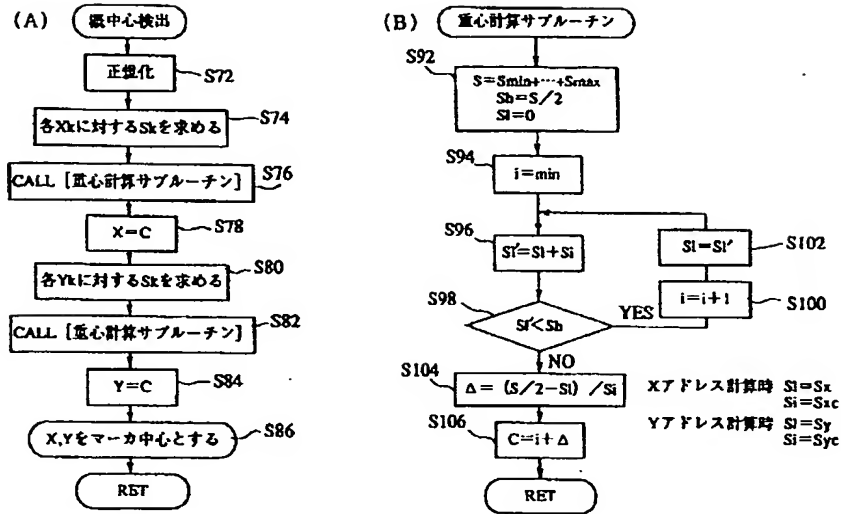 (A)
概中心検出
正規化
S72
各Xkに対するSkを求める
S74
CALL [重心計算サブルーチン]
S76
X=C
S78
各Ykに対するSkを求める
S80
CALL [重心計算サブルーチン]
S82
Y=C
S84
X,Yをマーカ中心とする
S86
RET
(B)
重心計算サブルーチン
S92
S=Smin+…+Smax
Sh=S/2
Sl=0
S94
i=min
S96
Sl'=Sl+Si
S98
Sl'<Sh
YES
i=i+1
S100
Sl=Sl'
S102
NO
S104
Δ=(S/2-Sl)/Si
S106
C=i+Δ
RET
Xアドレス計算時 Sl=Sx
Si=Sxc
Yアドレス計算時 Sl=Sy
Si=Syc